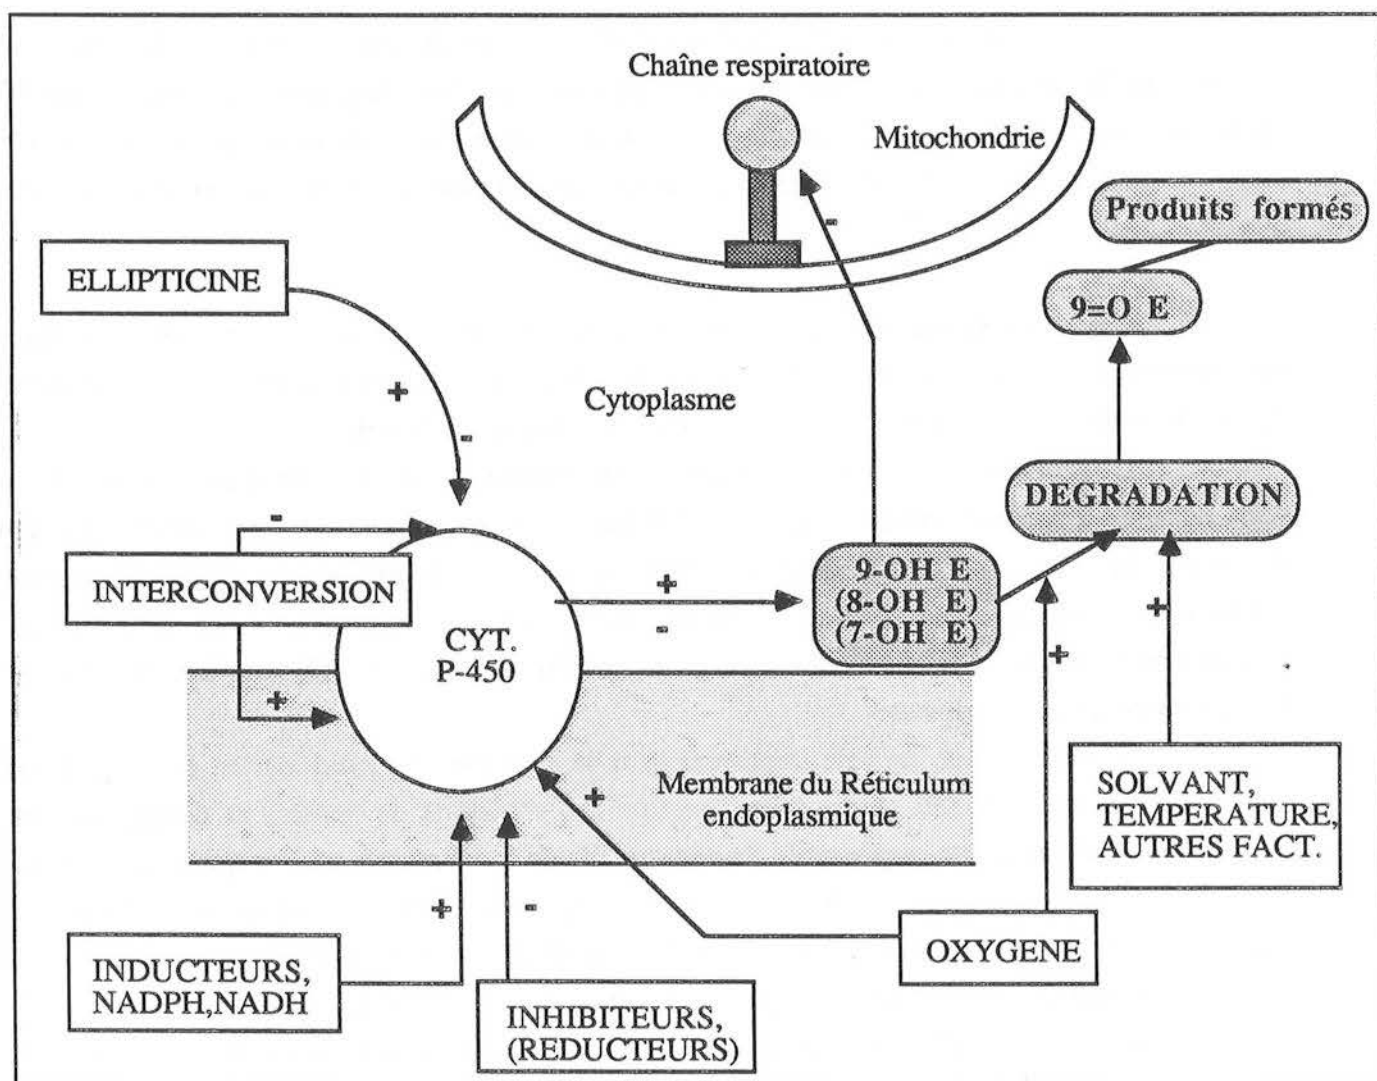 Chaîne respiratoire
Mitochondrie
Produits formés
ELLIPTICINE
9=O E
+
-
Cytoplasme
-
-
DEGRADATION
INTERCONVERSION
+
-
9-OH E
(8-OH E)
(7-OH E)
+
+
CYT.
P-450
+
Membrane du Réticulum
endoplasmique
+
SOLVANT,
TEMPERATURE,
AUTRES FACT.
+
-
OXYGENE
INDUCTEURS,
NADPH,NADH
INHIBITEURS,
(REDUCTEURS)